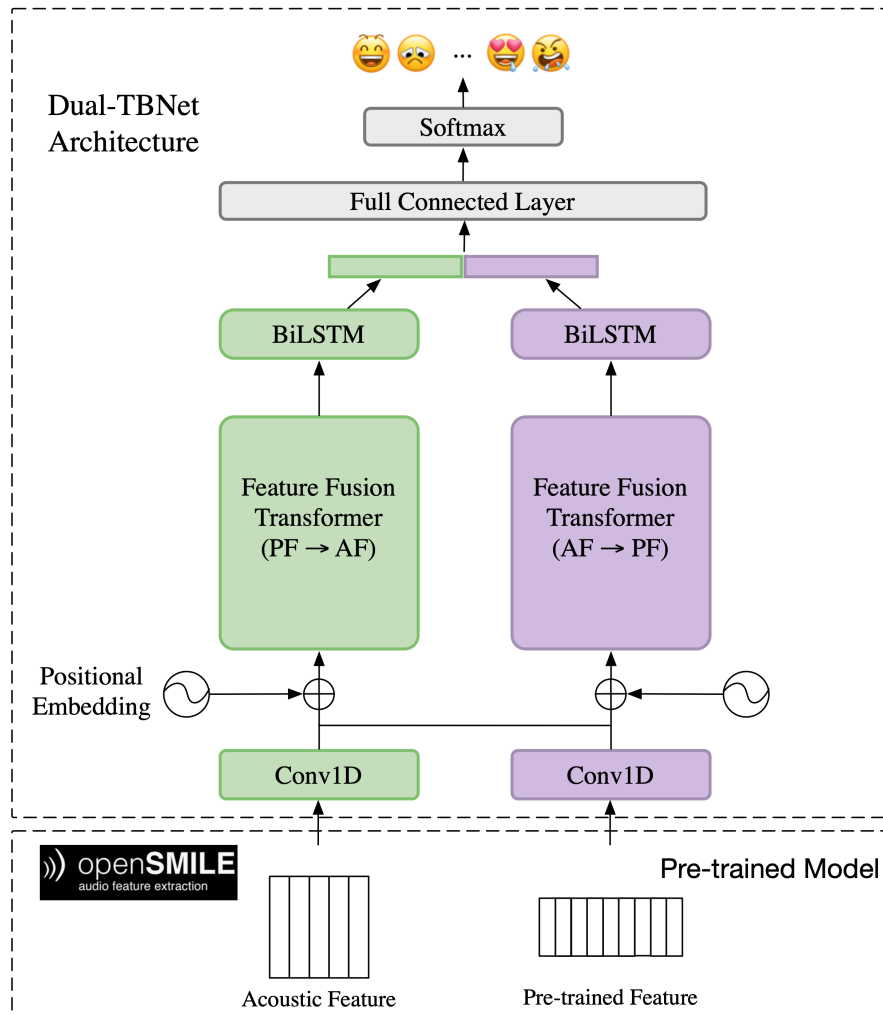 Dual-TBNet
Architecture
...
Softmax
Full Connected Layer
BiLSTM
BiLSTM
Feature Fusion
Transformer
(PF → AF)
Feature Fusion
Transformer
(AF → PF)
Positional
Embedding
Conv1D
Conv1D
openSMILE
audio feature extraction
Pre-trained Model
Acoustic Feature
Pre-trained Feature